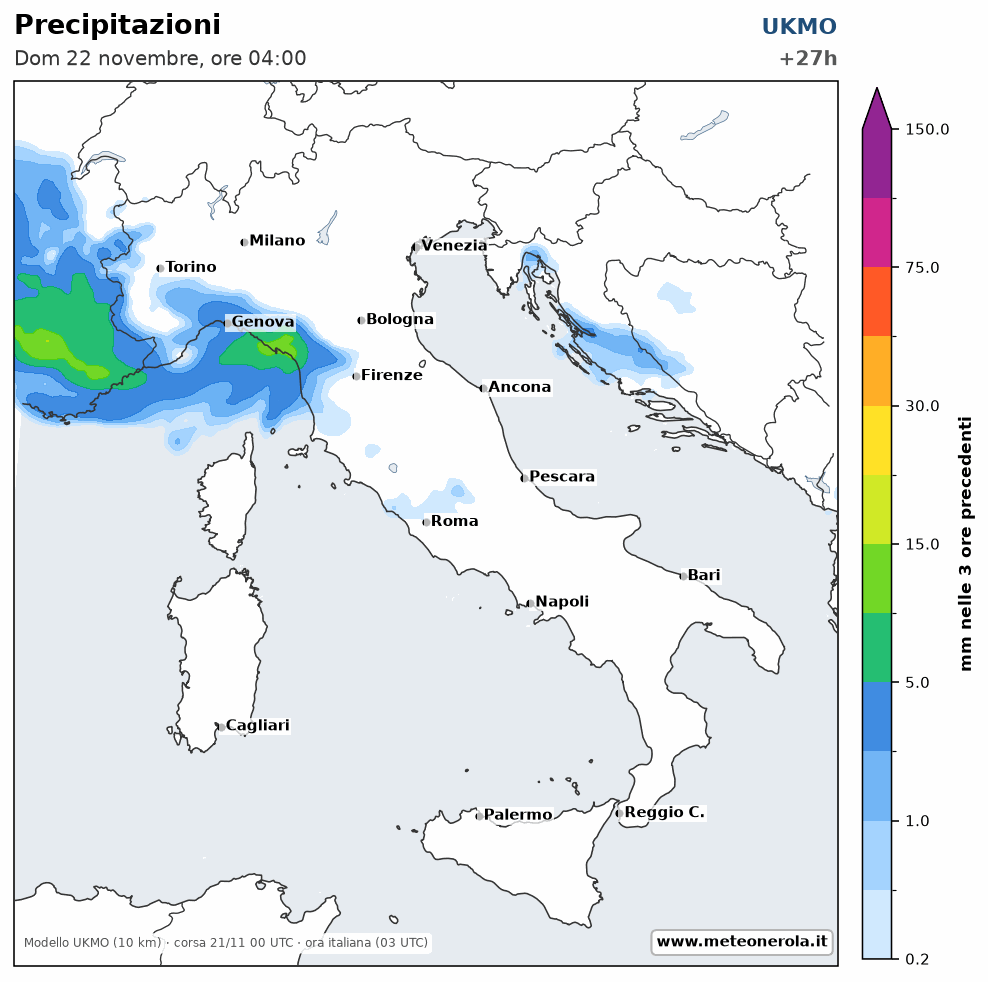 Precipitazioni
UKMO
Dom 22 novembre, ore 04:00
+27h
150.0
75.0
30.0
15.0
5.0
1.0
0.2
mm nelle 3 ore precedenti
Milano
Venezia
Torino
Genova
Bologna
Firenze
Ancona
Pescara
Roma
Bari
Napoli
Cagliari
Palermo
Reggio C.
Modello UKMO (10 km) · corsa 21/11 00 UTC · ora italiana (03 UTC)
www.meteonerola.it